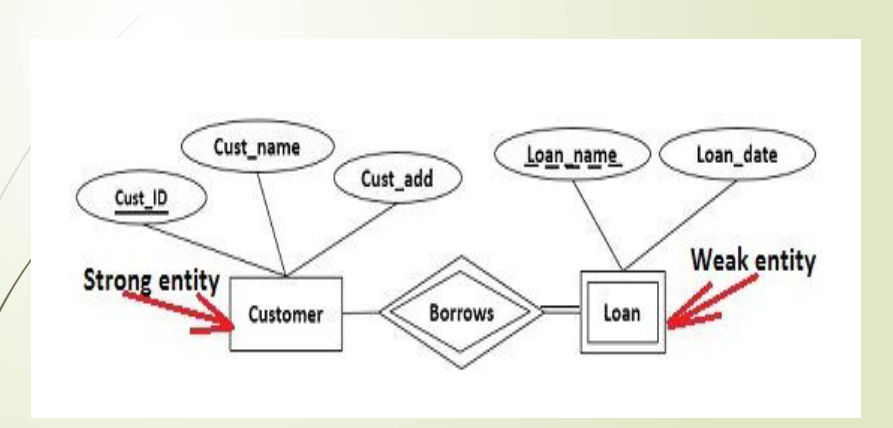 Cust_name
Loan_name
Loan_date
Cust_add
Cust_ID
Weak entity
Strong entity
Customer
Borrows
Loan